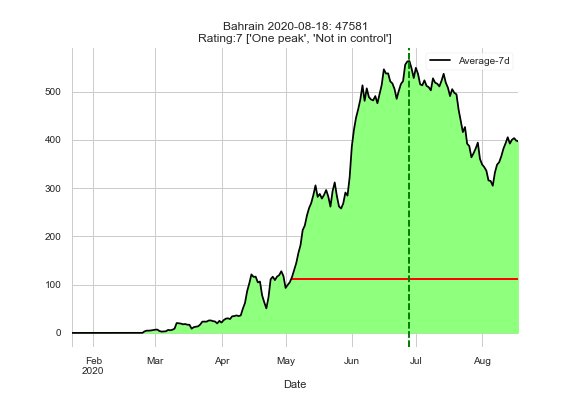 Bahrain 2020-08-18: 47581
Rating:7 ['One peak', 'Not in control']
Average-7d
500
400
300
200
100
0
Feb
2020
Mar
Apr
May
Jun
Jul
Aug
Date